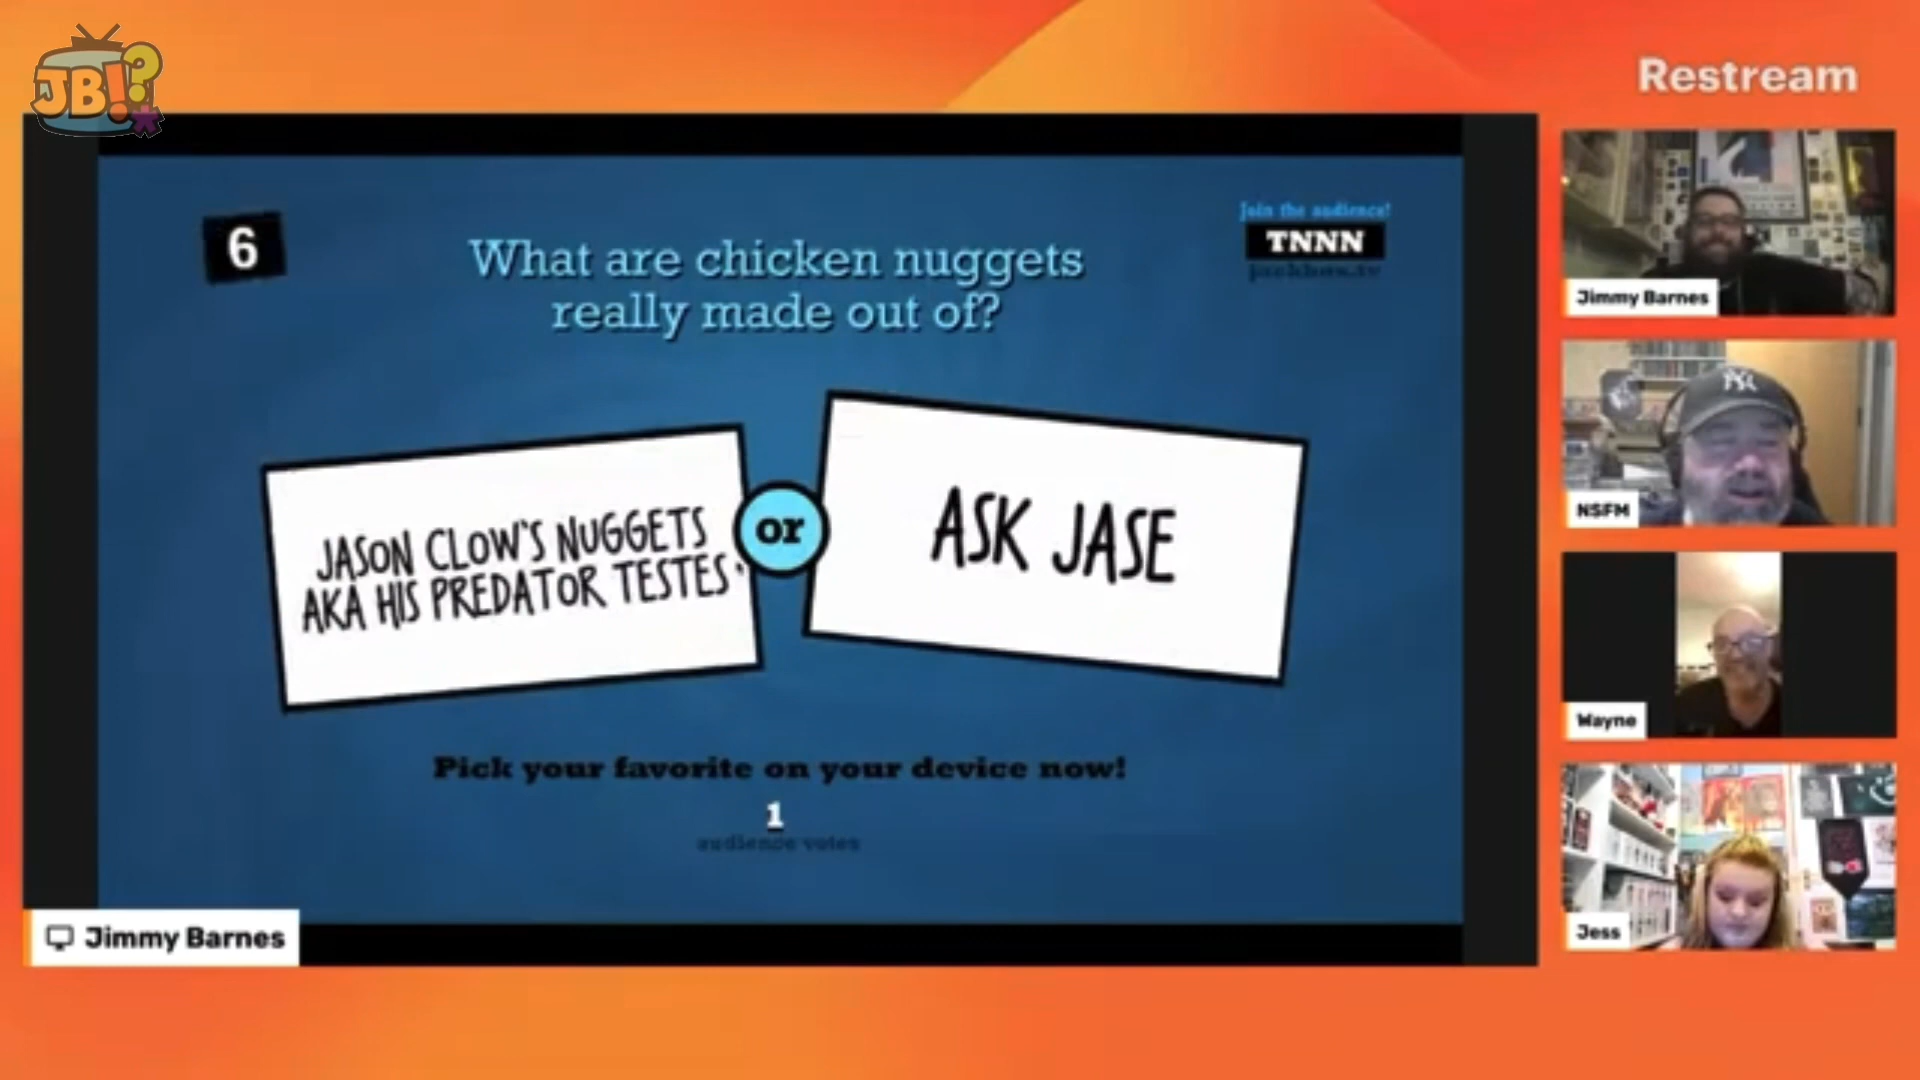 JB!?*
Restream
6
What are chicken nuggets
really made out of?
Join the audience!
TNNN
jackbox.tv
JASON CLOW'S NUGGETS
AKA HIS PREDATOR TESTES
or
ASK JASE
Pick your favorite on your device now!
1
audience votes
Jimmy Barnes
Jimmy Barnes
NSFM
Wayne
Jess